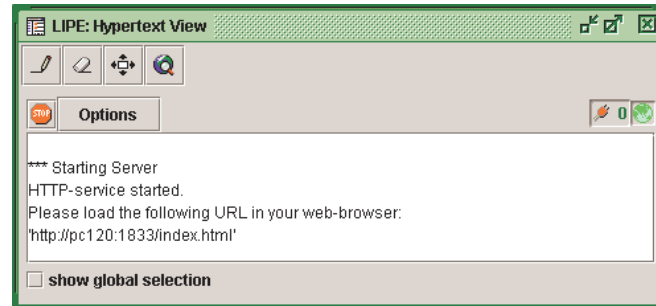 LIPE: Hypertext View
STOP
Options
0
*** Starting Server
HTTP-service started.
Please load the following URL in your web-browser:
'http://pc120:1833/index.html'
show global selection